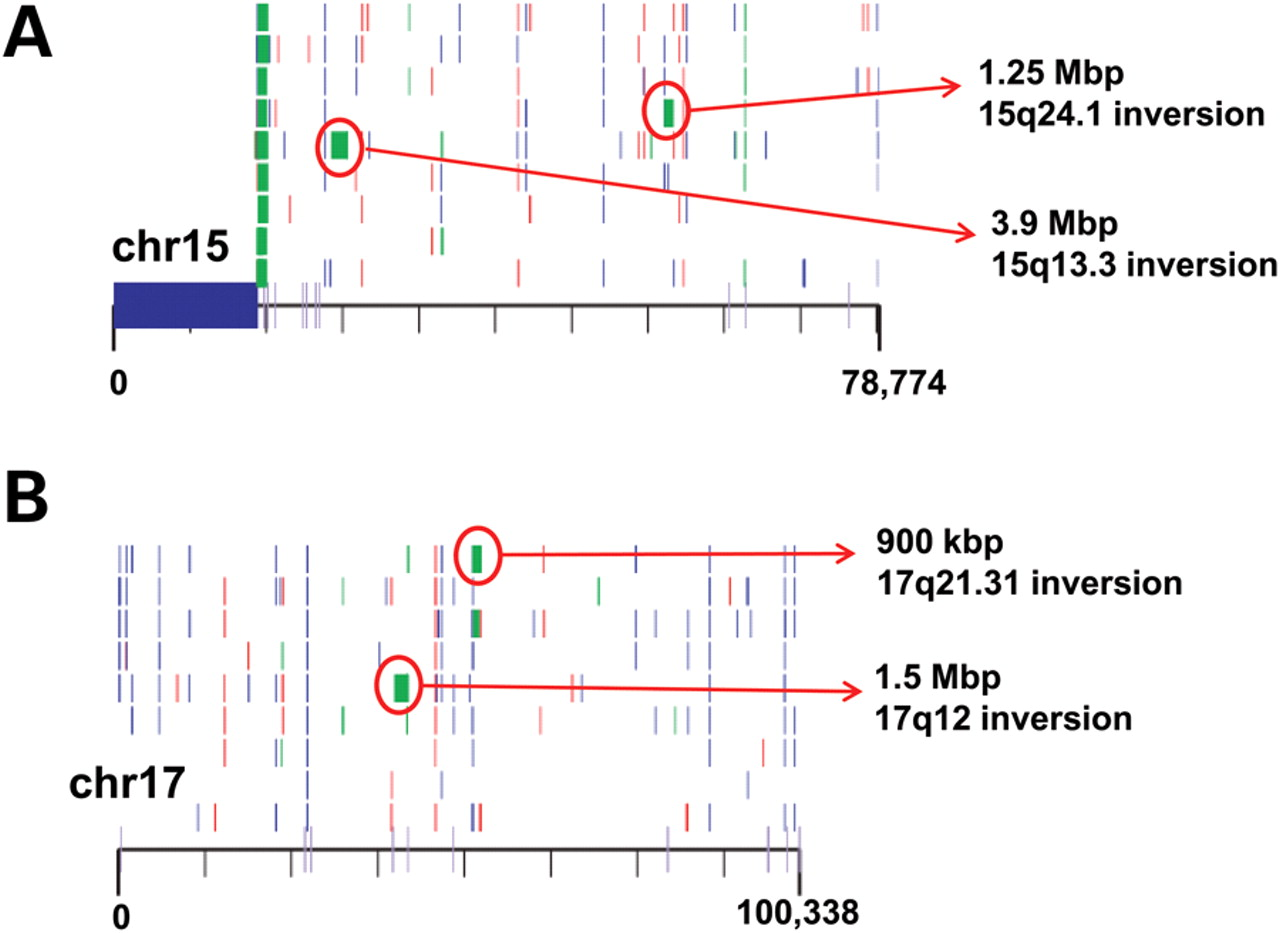 A
1.25 Mbp
15q24.1 inversion
3.9 Mbp
15q13.3 inversion
chr15
0
78,774
B
900 kbp
17q21.31 inversion
1.5 Mbp
17q12 inversion
chr17
0
100,338